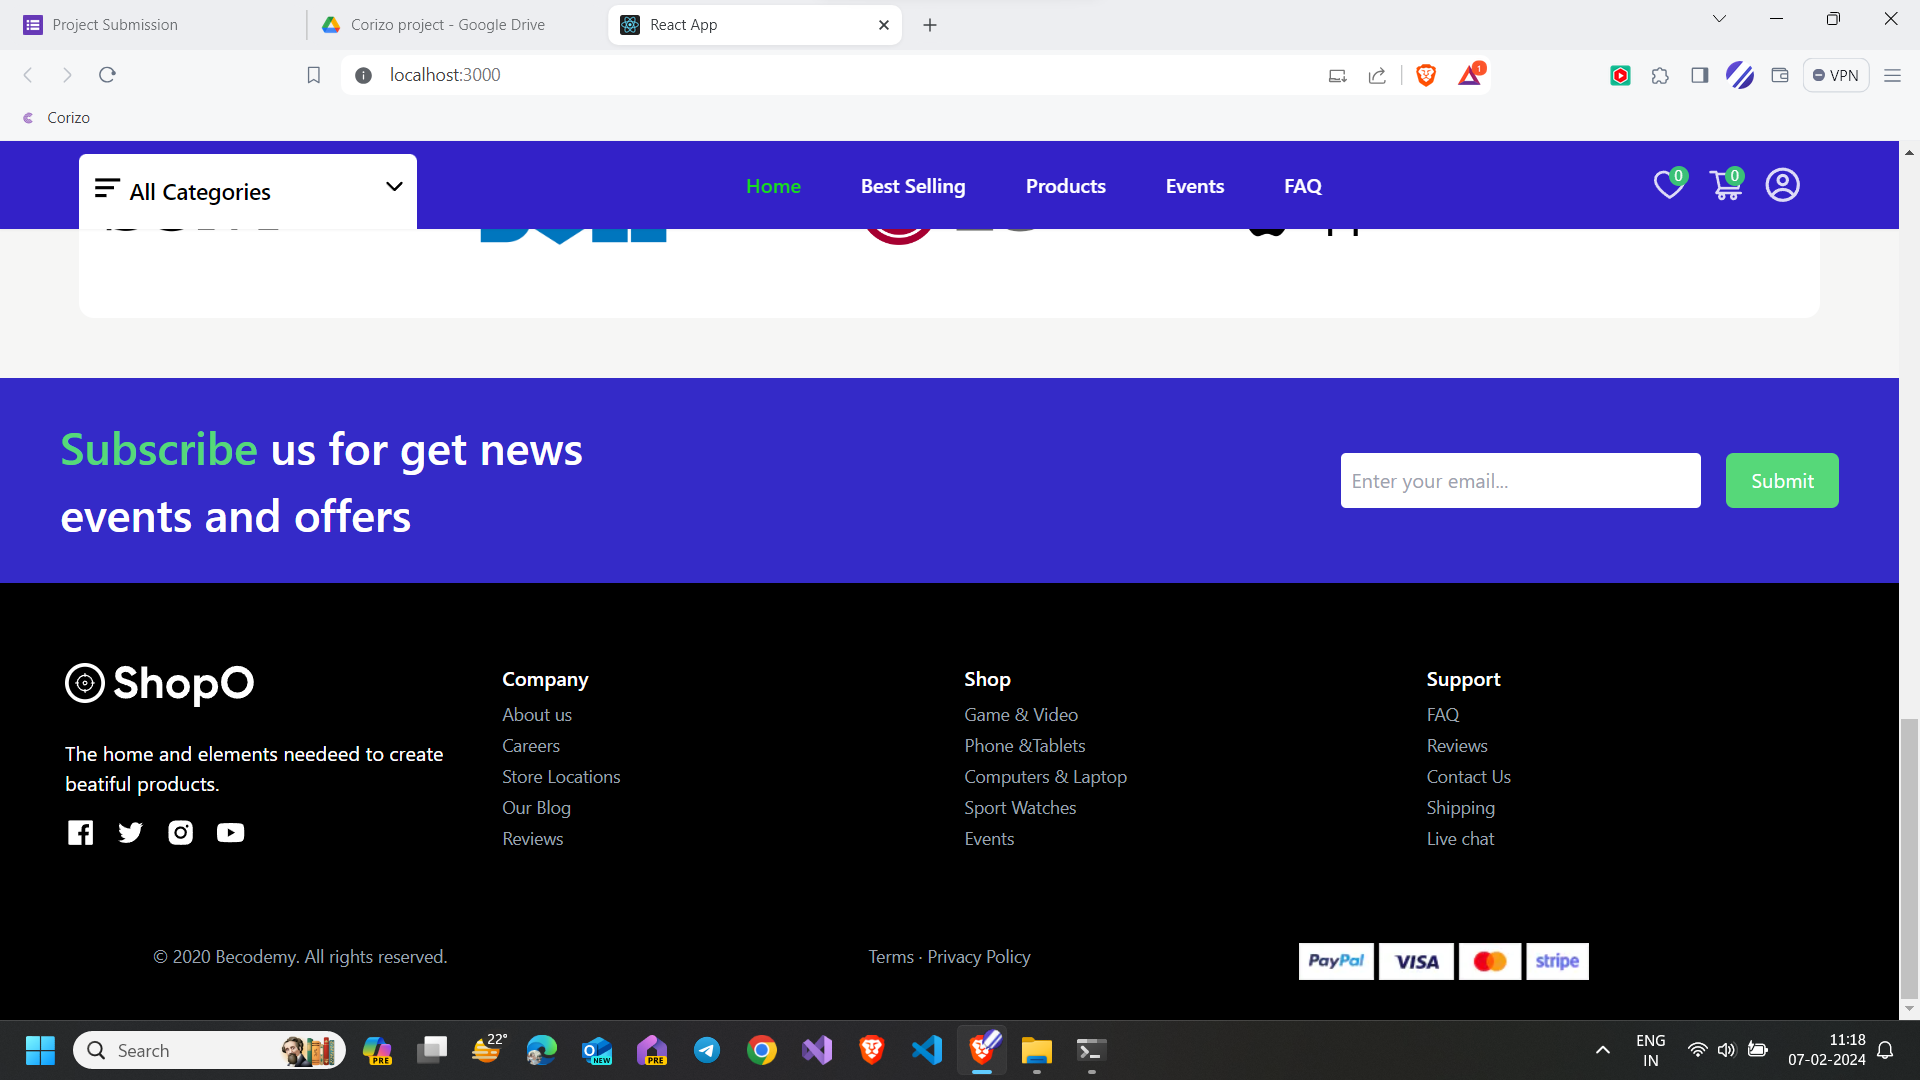 Project Submission
Corizo project - Google Drive
React App
localhost:3000
1
VPN
Corizo
All Categories
Home
Best Selling
Products
Events
FAQ
0
0
Subscribe us for get news
events and offers
Enter your email...
Submit
ShopO
The home and elements needeed to create
beatiful products.
Company
About us
Careers
Store Locations
Our Blog
Reviews
Shop
Game & Video
Phone &Tablets
Computers & Laptop
Sport Watches
Events
Support
FAQ
Reviews
Contact Us
Shipping
Live chat
© 2020 Becodemy. All rights reserved.
Terms · Privacy Policy
PayPal
VISA
stripe
Search
PRE
22°
NEW
PRE
ENG
IN
11:18
07-02-2024